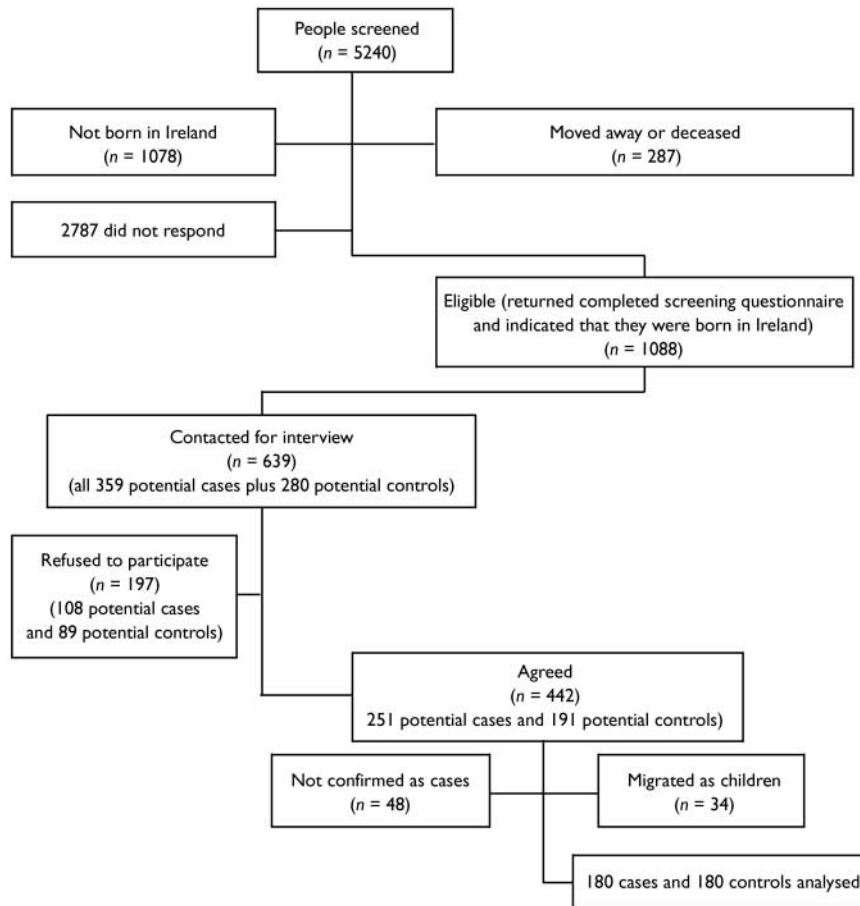 People screened
(n = 5240)
Not born in Ireland
(n = 1078)
Moved away or deceased
(n = 287)
2787 did not respond
Eligible (returned completed screening questionnaire
and indicated that they were born in Ireland)
(n = 1088)
Contacted for interview
(n = 639)
(all 359 potential cases plus 280 potential controls)
Refused to participate
(n = 197)
(108 potential cases
and 89 potential controls)
Agreed
(n = 442)
251 potential cases and 191 potential controls)
Not confirmed as cases
(n = 48)
Migrated as children
(n = 34)
180 cases and 180 controls analysed